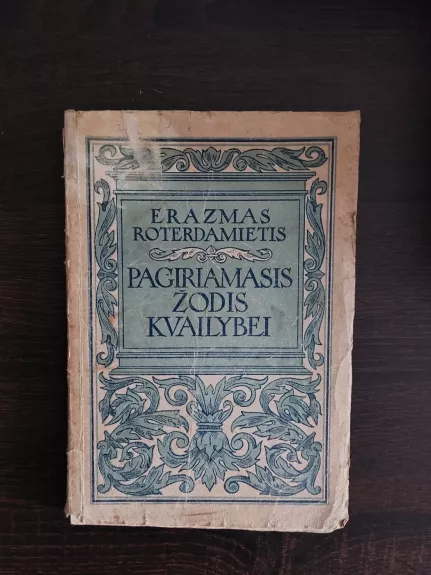 ERAZMAS
ROTERDAMIETIS
PAGIRIAMASIS
ŽODIS
KVAILYBEI